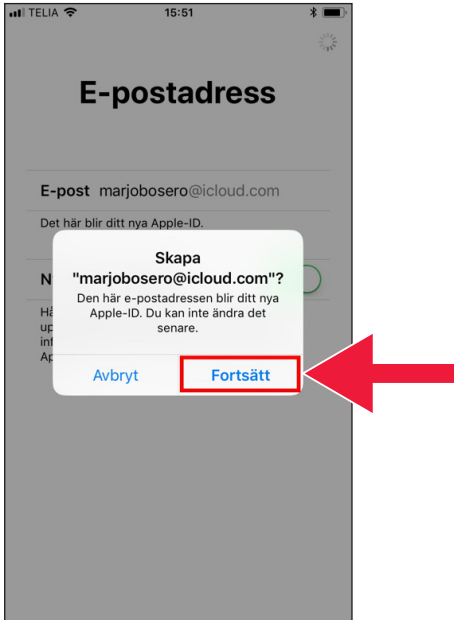 TELIA 15:51
E-postadress
E-post marjobosero@icloud.com
Det här blir ditt nya Apple-ID.
Skapa
"marjobosero@icloud.com"?
Den här e-postadressen blir ditt nya
Apple-ID. Du kan inte ändra det
senare.
Avbryt Fortsätt